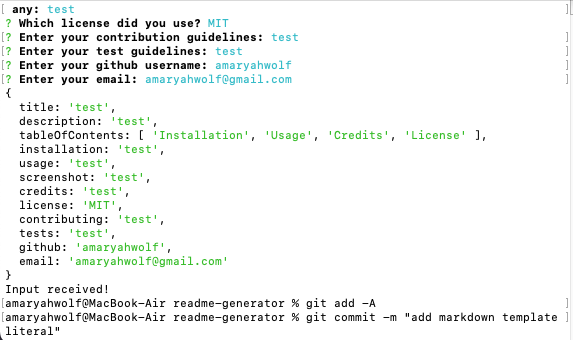 [ any: test ]
? Which license did you use? MIT
[? Enter your contribution guidelines: test ]
[? Enter your test guidelines: test ]
[? Enter your github username: amaryahwolf ]
[? Enter your email: amaryahwolf@gmail.com ]
{
  title: 'test',
  description: 'test',
  tableOfContents: [ 'Installation', 'Usage', 'Credits', 'License' ],
  installation: 'test',
  usage: 'test',
  screenshot: 'test',
  credits: 'test',
  license: 'MIT',
  contributing: 'test',
  tests: 'test',
  github: 'amaryahwolf',
  email: 'amaryahwolf@gmail.com'
}
Input received!
[amaryahwolf@MacBook-Air readme-generator % git add -A ]
[amaryahwolf@MacBook-Air readme-generator % git commit -m "add markdown template ]
literal"